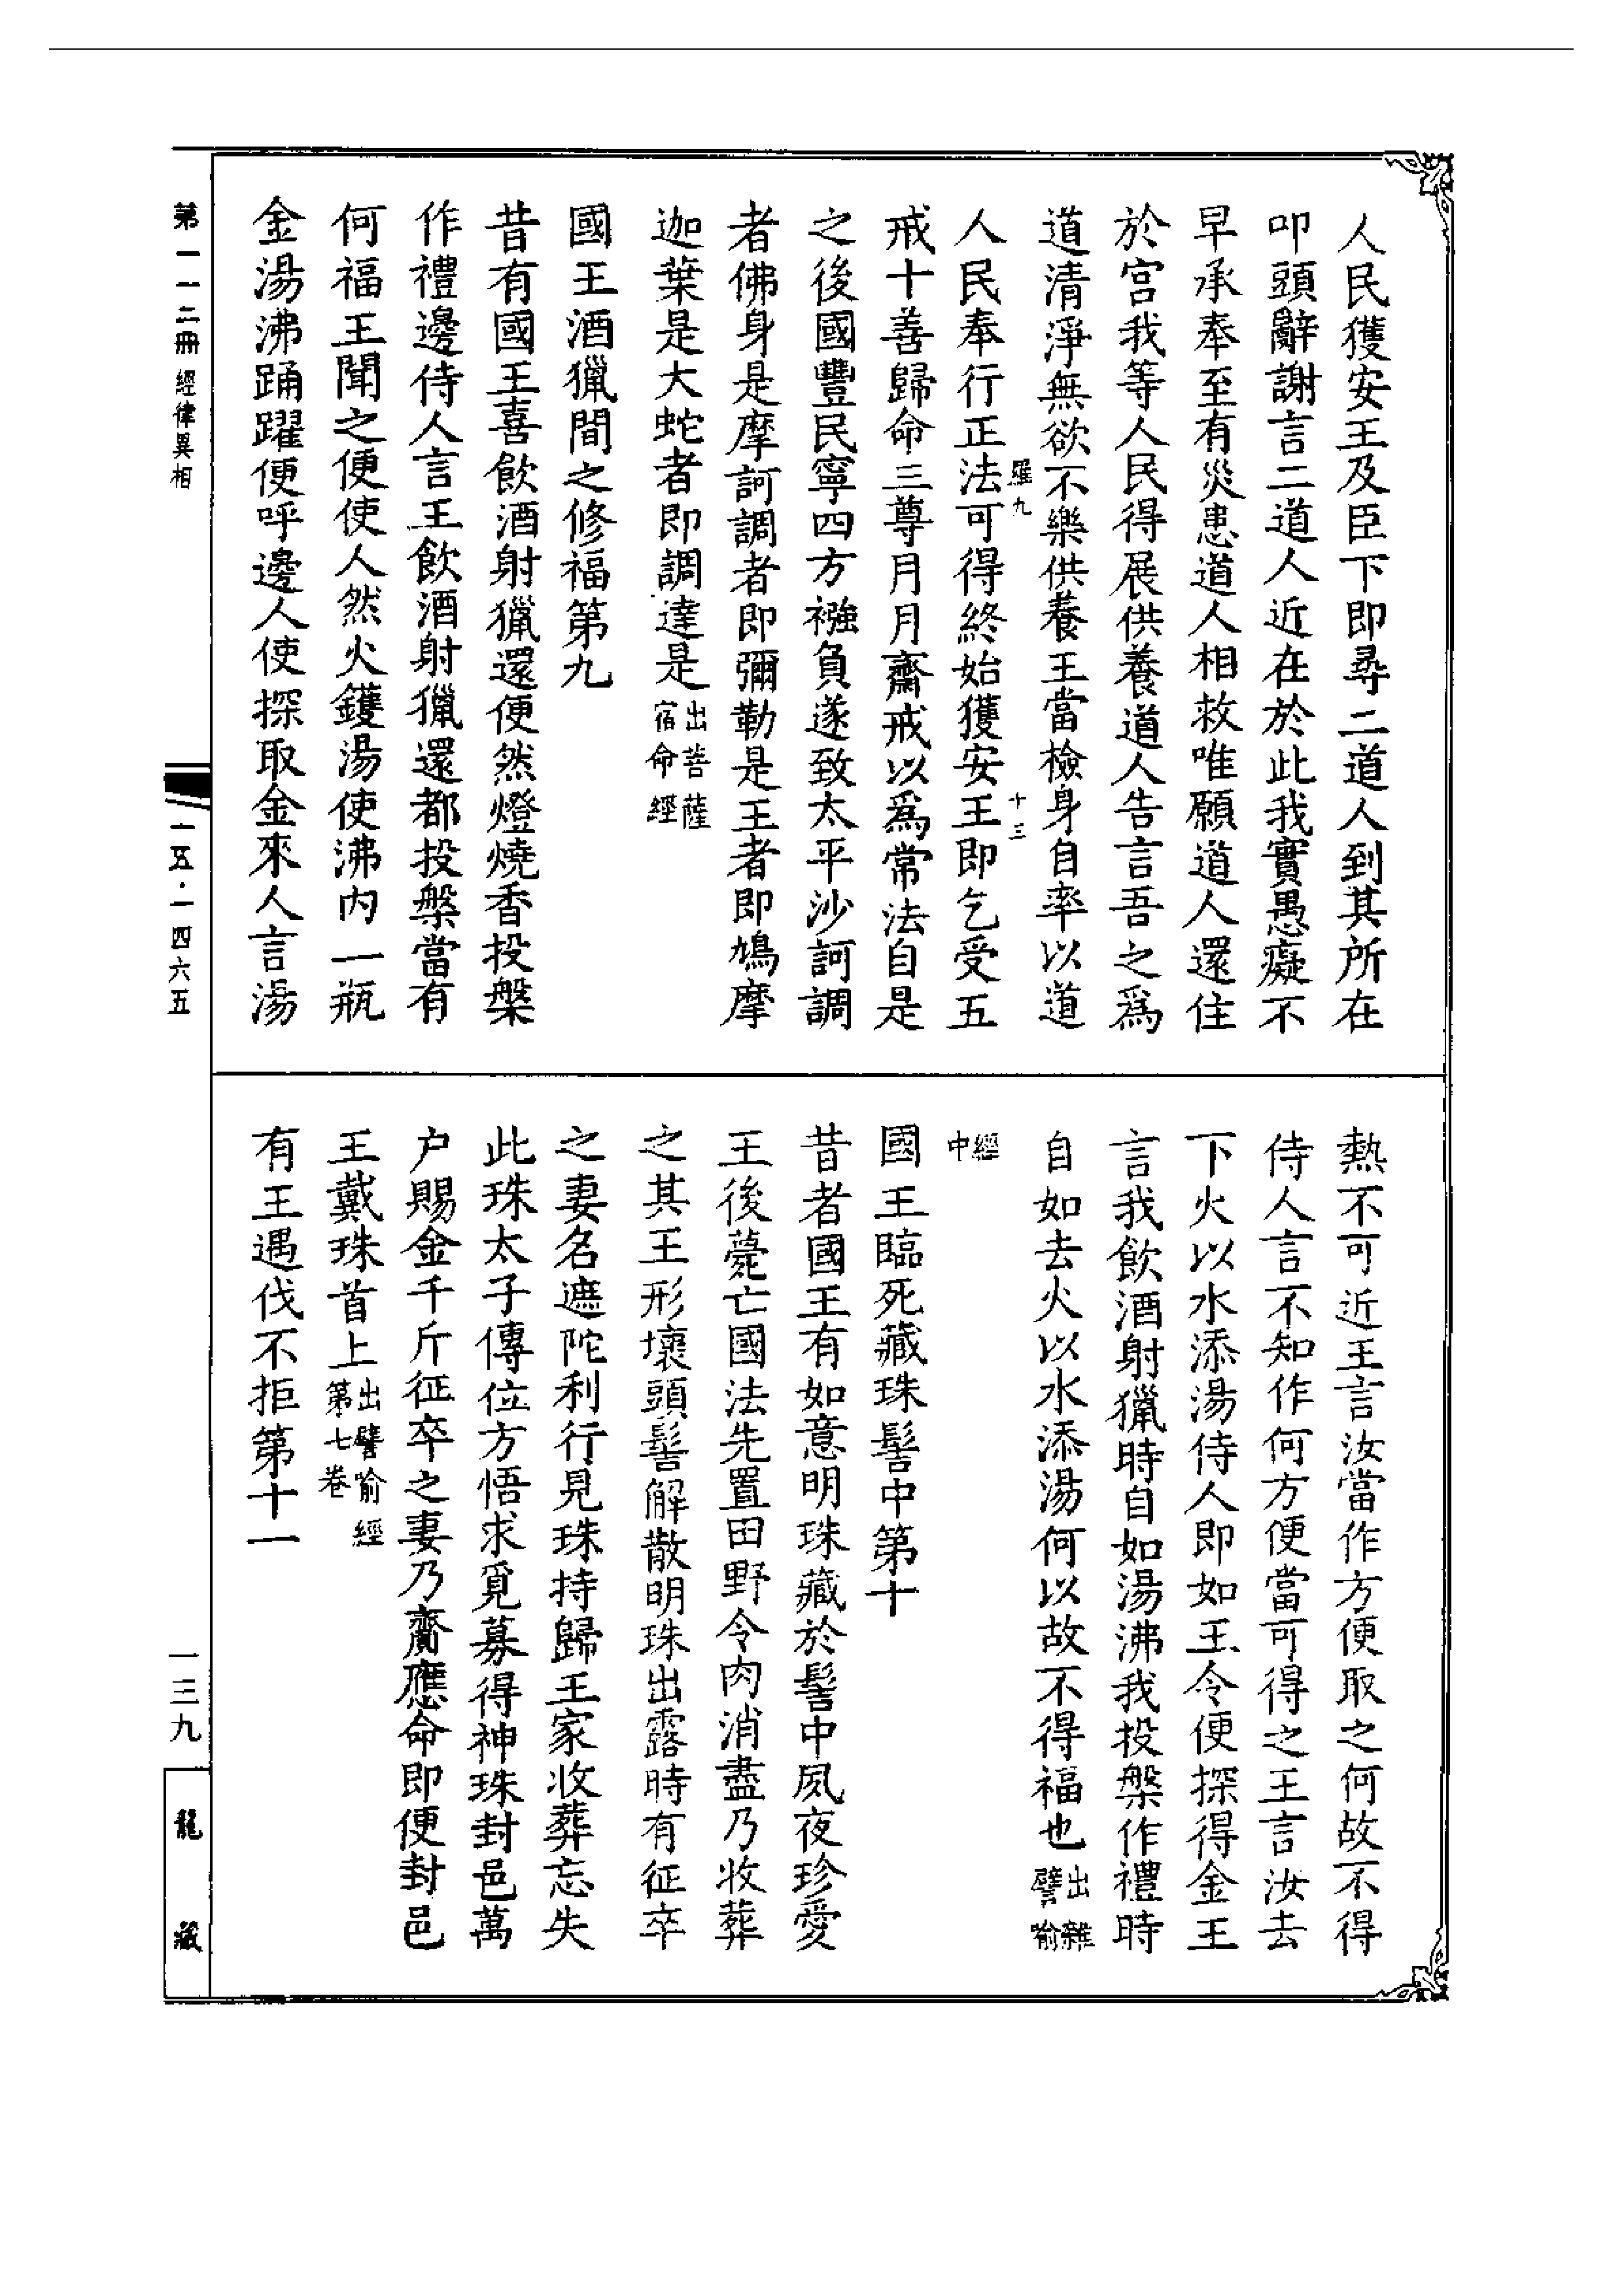 人民獲安王及臣下即尋二道人到其所在
叩頭辭謝言二道人近在於此我實愚癡不
早承奉至有災患道人相救唯願道人還住
於宮我等人民得展供養道人告言吾之為
道清淨無欲不樂供養王當檢身自率以道
羅九
十三
人民奉行正法可得終始獲安王即乞受五
戒十善歸命三尊月月齋戒以為常法自是
之後國豐民寧四方襁負遂致太平沙訶調
者佛身是摩訶調者即彌勒是王者即鳩摩
迦葉是大蛇者即調達是出菩薩宿命經
國王酒獵間之修福第九
昔有國王喜飲酒射獵還便然燈燒香投槃
作禮邊侍人言王飲酒射獵還都投槃當有
何福王聞之便使人然火鑊湯使沸內一瓶
金湯沸踊躍便呼邊人使探取金來人言湯
熱不可近王言汝當作方便取之何故不得
侍人言不知作何方便當可得之王言汝去
下火以水添湯侍人即如王令便探得金王
言我飲酒射獵時自如湯沸我投槃作禮時
自如去火以水添湯何以故不得福也出雜譬喻
經中
國王臨死藏珠髻中第十
昔者國王有如意明珠藏於髻中夙夜珍愛
王後薨亡國法先置田野令肉消盡乃收葬
之其王形壞頭髻解散明珠出露時有征卒
之妻名遮陀利行見珠持歸王家收葬忘失
此珠太子傳位方悟求覓募得神珠封邑萬
户賜金千斤征卒之妻乃齎應命即便封邑
王戴珠首上出譬喻經第七卷
有王遇伐不拒第十一
第一一二冊 經律異相
一五·一四六五
一三九
龍藏